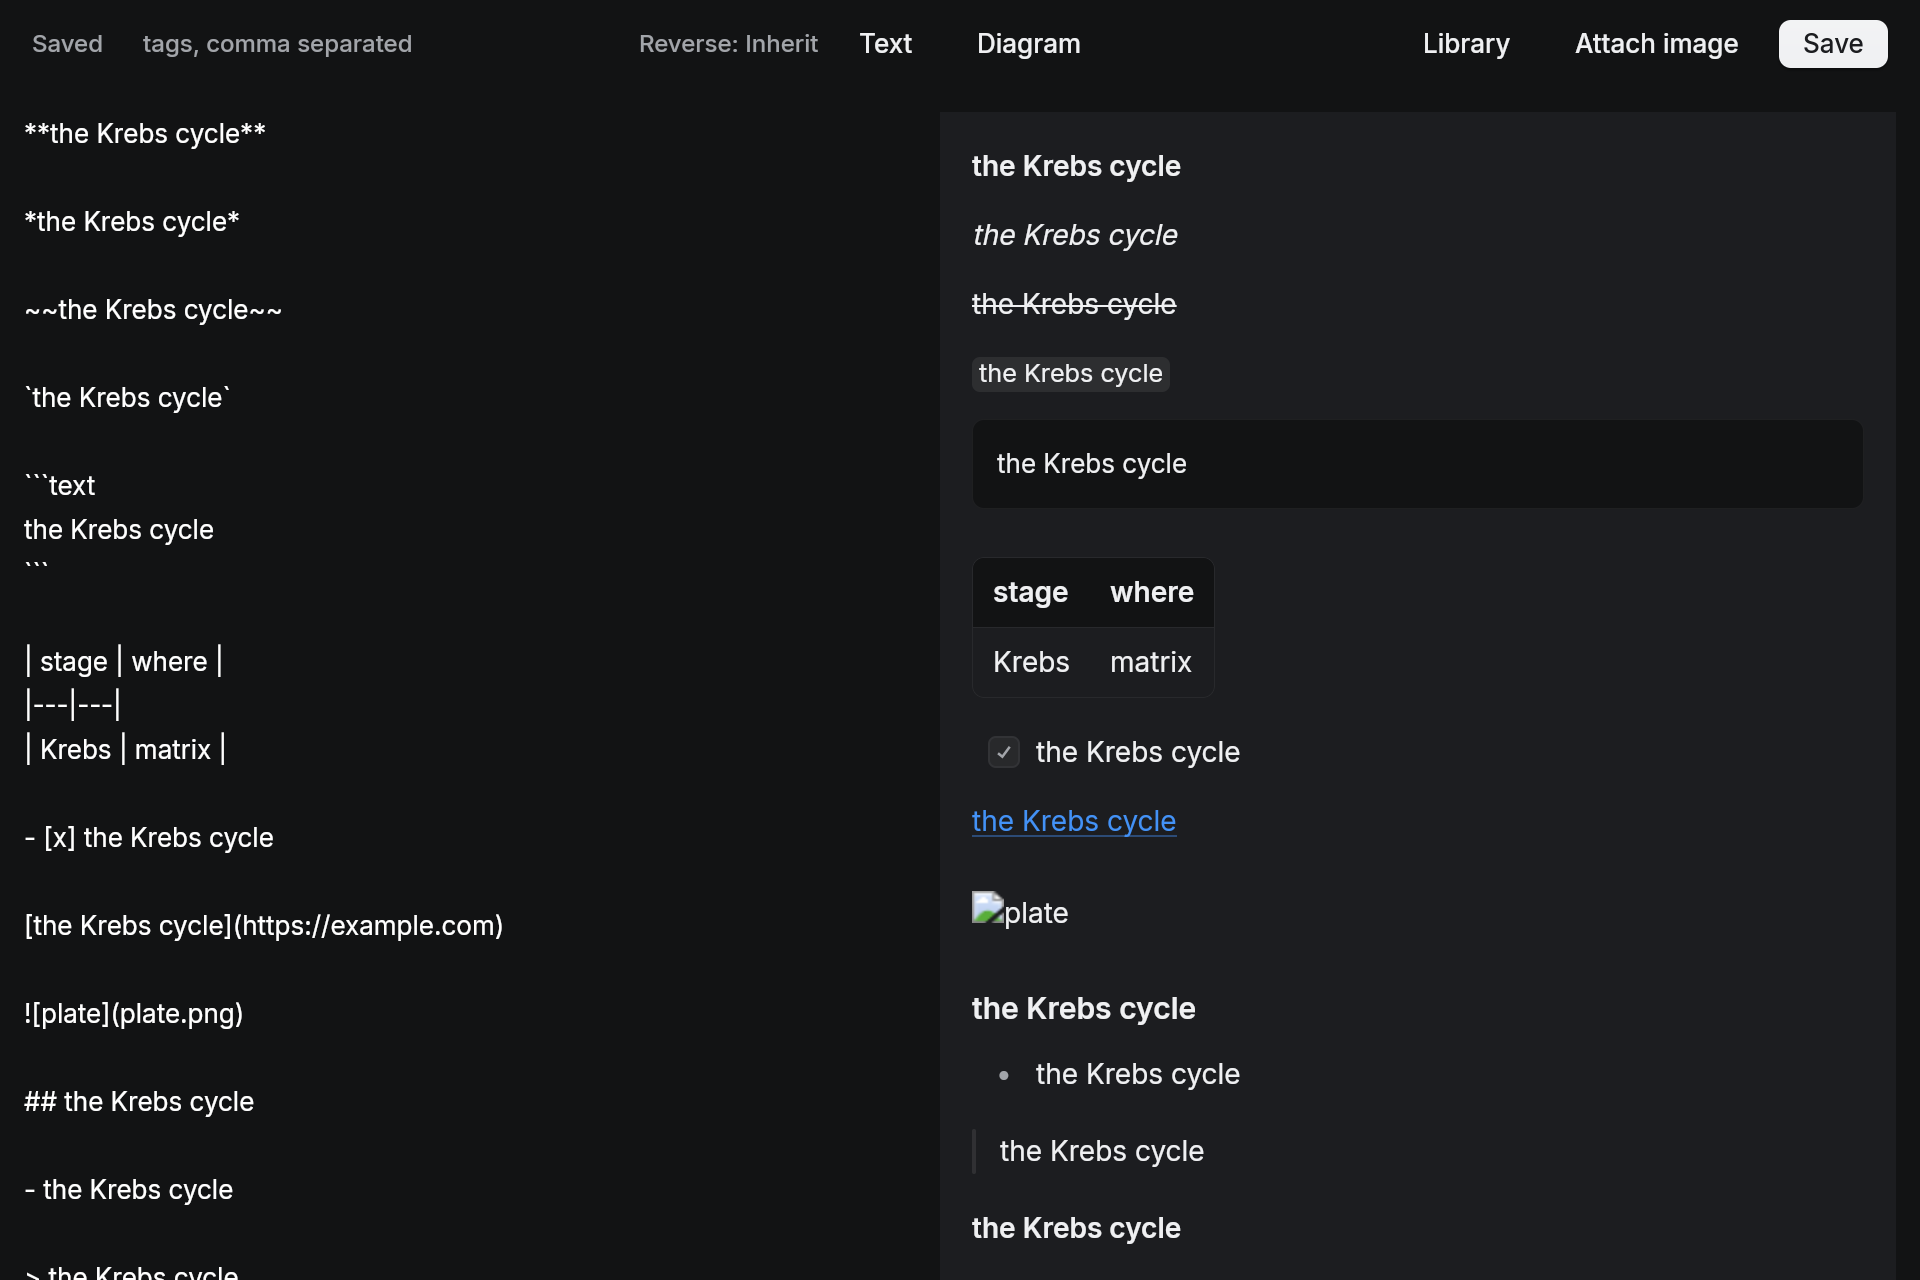 Saved tags, comma separated Reverse: Inherit Text Diagram Library Attach image Save
**the Krebs cycle**
*the Krebs cycle*
~~the Krebs cycle~~
`the Krebs cycle`
```text
the Krebs cycle
```
| stage | where |
|---|---|
| Krebs | matrix |
- [x] the Krebs cycle
[the Krebs cycle](https://example.com)
![plate](plate.png)
## the Krebs cycle
- the Krebs cycle
> the Krebs cycle
the Krebs cycle
the Krebs cycle
the Krebs cycle
the Krebs cycle
the Krebs cycle
stage where
Krebs matrix
the Krebs cycle
the Krebs cycle
plate
the Krebs cycle
• the Krebs cycle
the Krebs cycle
the Krebs cycle